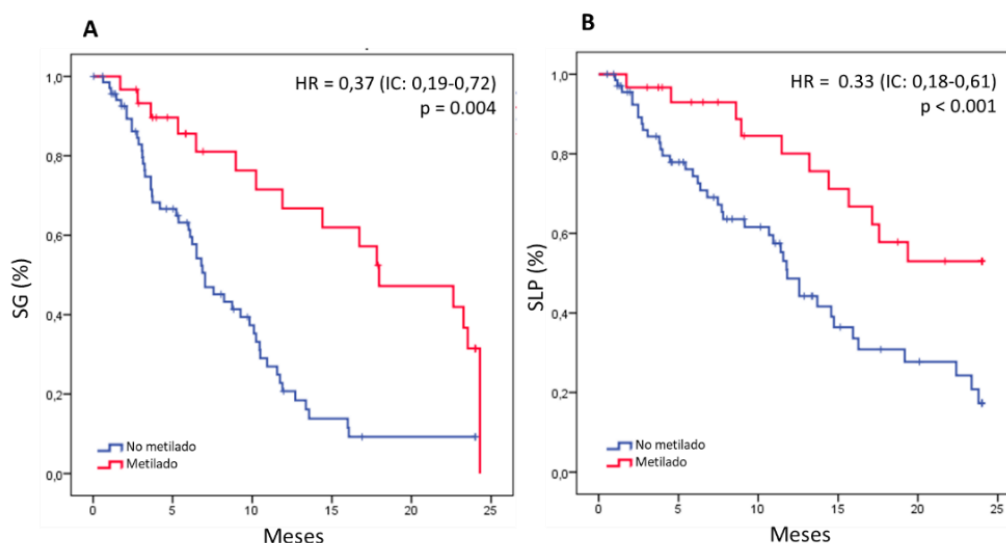 A
HR = 0,37 (IC: 0,19-0,72)
p = 0.004
SG (%)
1,0
0,8
0,6
0,4
0,2
0,0
No metilado
Metilado
0 5 10 15 20 25
Meses
B
HR = 0.33 (IC: 0,18-0,61)
p < 0.001
SLP (%)
1,0
0,8
0,6
0,4
0,2
0,0
No metilado
Metilado
0 5 10 15 20 25
Meses